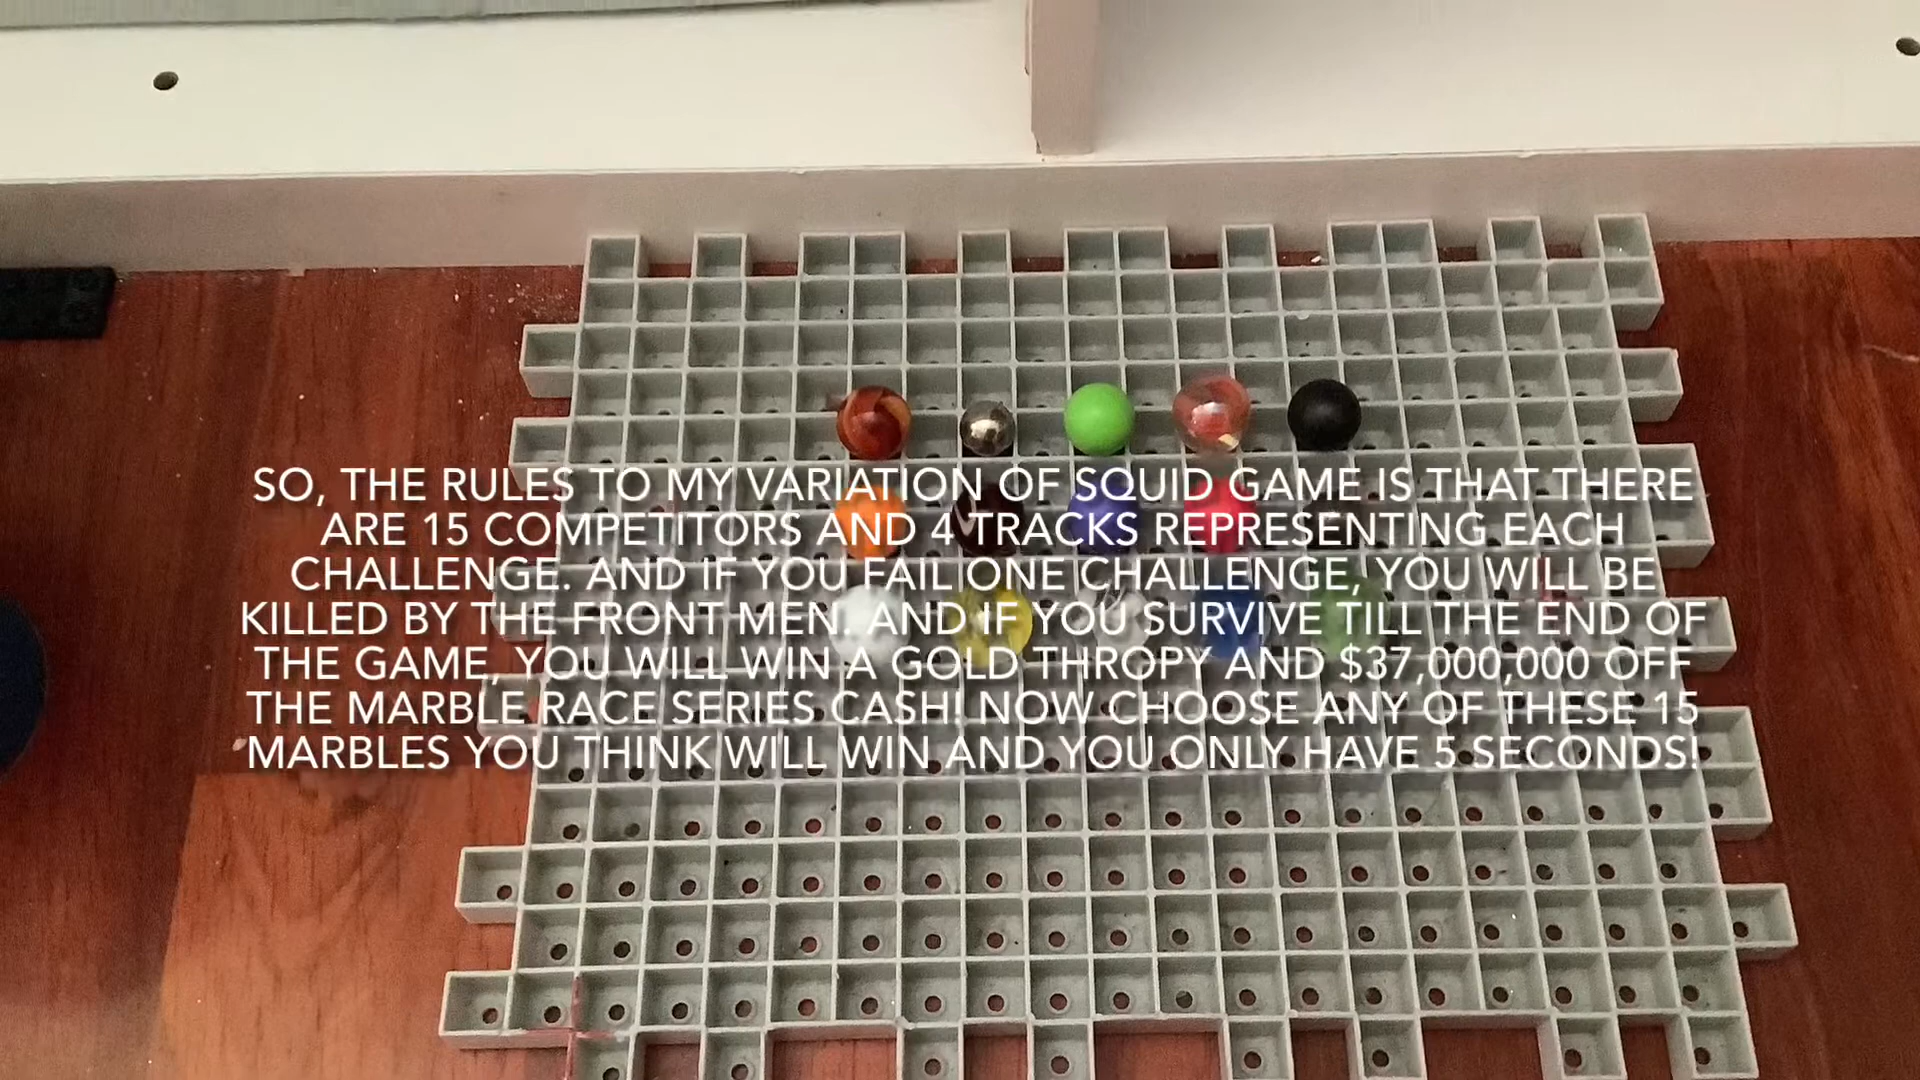 SO, THE RULES TO MY VARIATION OF SQUID GAME IS THAT THERE
ARE 15 COMPETITORS AND 4 TRACKS REPRESENTING EACH
CHALLENGE. AND IF YOU FAIL ONE CHALLENGE, YOU WILL BE
KILLED BY THE FRONT MEN. AND IF YOU SURVIVE TILL THE END OF
THE GAME, YOU WILL WIN A GOLD THROPY AND $37,000,000 OFF
THE MARBLE RACE SERIES CASH! NOW CHOOSE ANY OF THESE 15
MARBLES YOU THINK WILL WIN AND YOU ONLY HAVE 5 SECONDS!